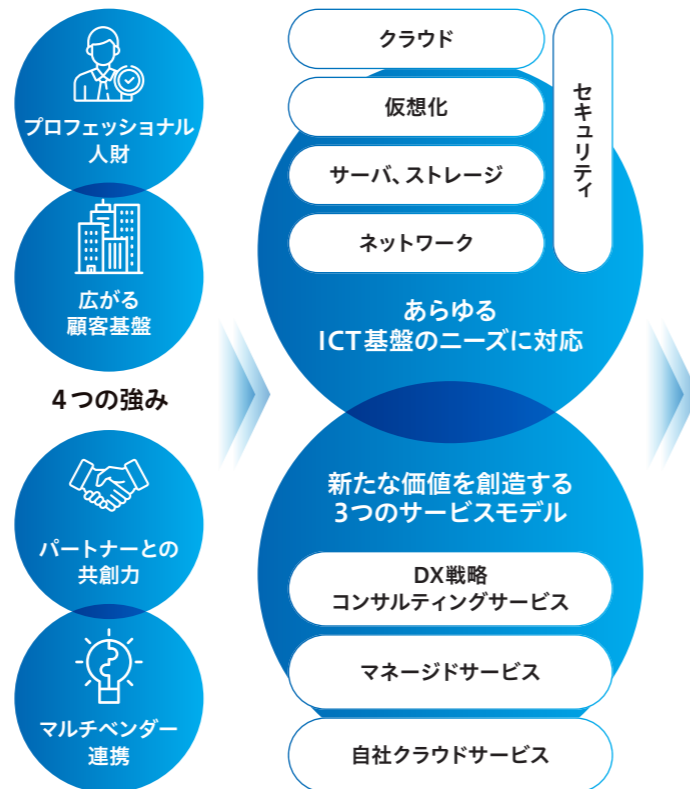 プロフェッショナル
人財
広がる
顧客基盤
4つの強み
パートナーとの
共創力
マルチベンダー
連携
クラウド
仮想化
サーバ、ストレージ
ネットワーク
セキュリティ
あらゆる
ICT基盤のニーズに対応
新たな価値を創造する
3つのサービスモデル
DX戦略
コンサルティングサービス
マネージドサービス
自社クラウドサービス